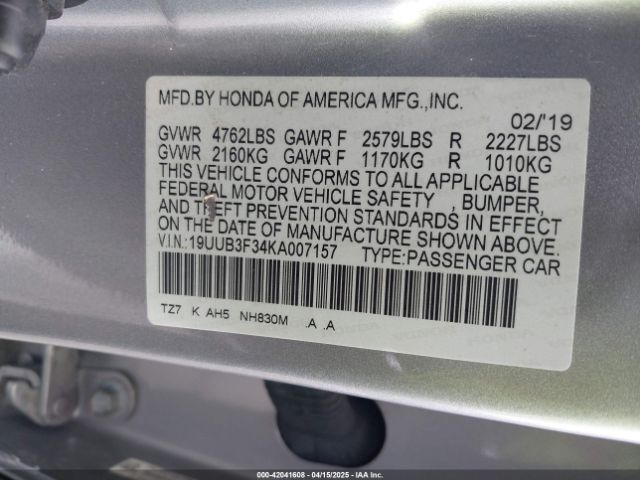 MFD.BY HONDA OF AMERICA MFG.,INC.
02/'19
GVWR 4762LBS GAWR F 2579LBS R 2227LBS
GVWR 2160KG GAWR F 1170KG R 1010KG
THIS VEHICLE CONFORMS TO ALL APPLICABLE
FEDERAL MOTOR VEHICLE SAFETY , BUMPER,
AND THEFT PREVENTION STANDARDS IN EFFECT
ON THE DATE OF MANUFACTURE SHOWN ABOVE.
V.I.N.:19UUB3F34KA007157 TYPE:PASSENGER CAR
TZ7 K AH5 NH830M .A .A
000-42041608 - 04/15/2025 - IAAI.COM